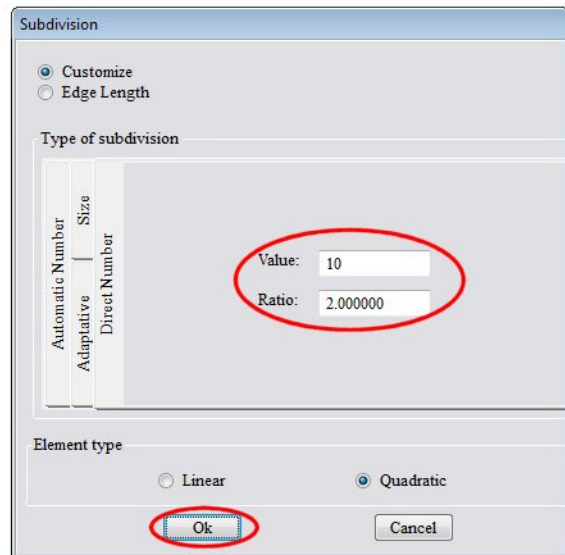 Subdivision
Customize
Edge Length
Type of subdivision
Automatic Number
Adaptative
Size
Direct Number
Value: 10
Ratio: 2.000000
Element type
Linear Quadratic
Ok Cancel